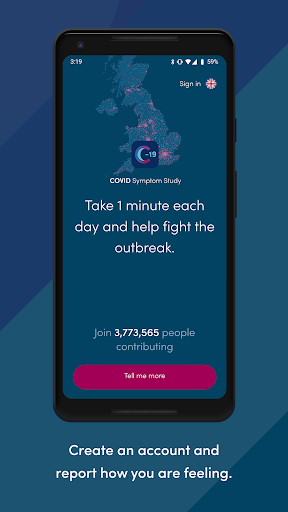 3:19
59%
Sign in
C-19
COVID Symptom Study
Take 1 minute each
day and help fight the
outbreak.
Join 3,773,565 people
contributing
Tell me more
Create an account and
report how you are feeling.